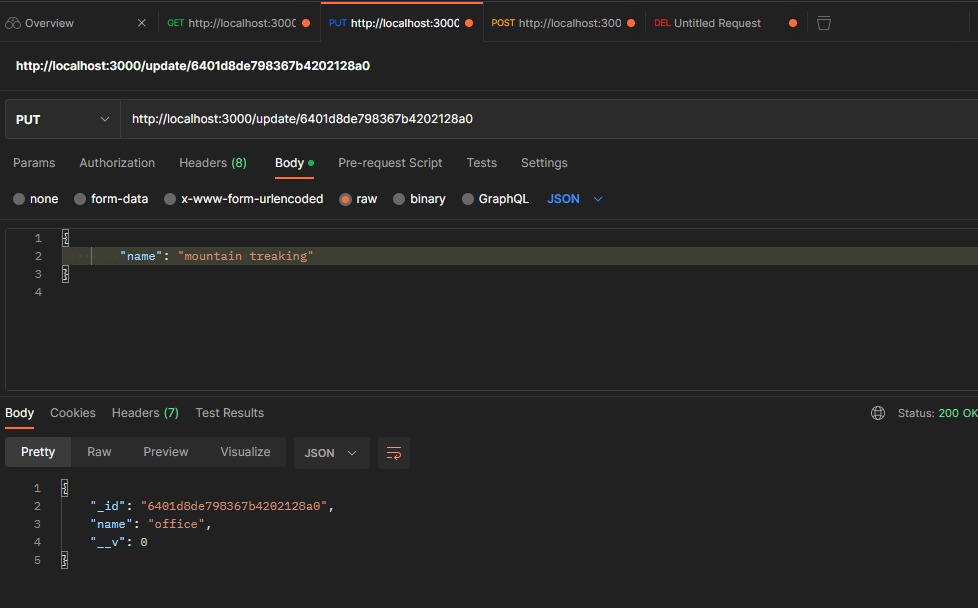 Overview
GET http://localhost:3000
PUT http://localhost:3000
POST http://localhost:300
DEL Untitled Request
http://localhost:3000/update/6401d8de798367b4202128a0
PUT http://localhost:3000/update/6401d8de798367b4202128a0
Params Authorization Headers (8) Body Pre-request Script Tests Settings
none form-data x-www-form-urlencoded raw binary GraphQL JSON
1 {
2 "name": "mountain treaking"
3 }
4
Body Cookies Headers (7) Test Results Status: 200 OK
Pretty Raw Preview Visualize JSON
1 {
2 "_id": "6401d8de798367b4202128a0",
3 "name": "office",
4 "__v": 0
5 }